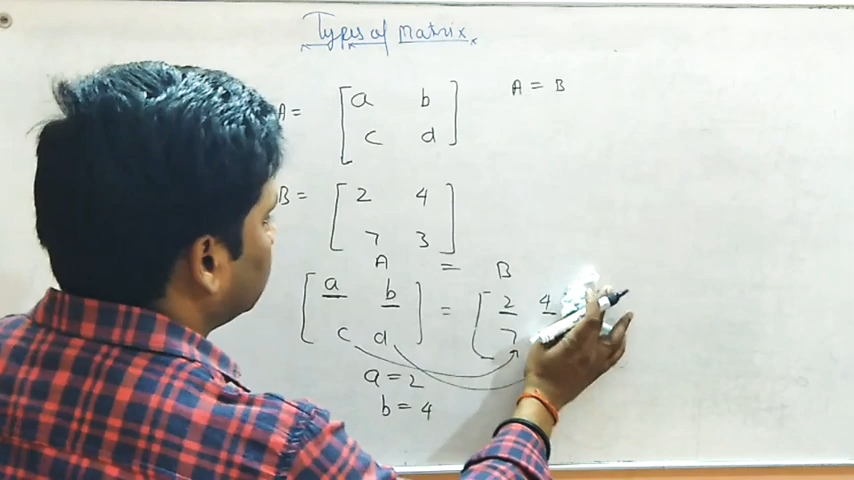 Types of Matrix
A = [ a b
c d ]
A = B
B = [ 2 4
7 3 ]
A = B
[ a b
c d ] = [ 2 4
7
a = 2
b = 4